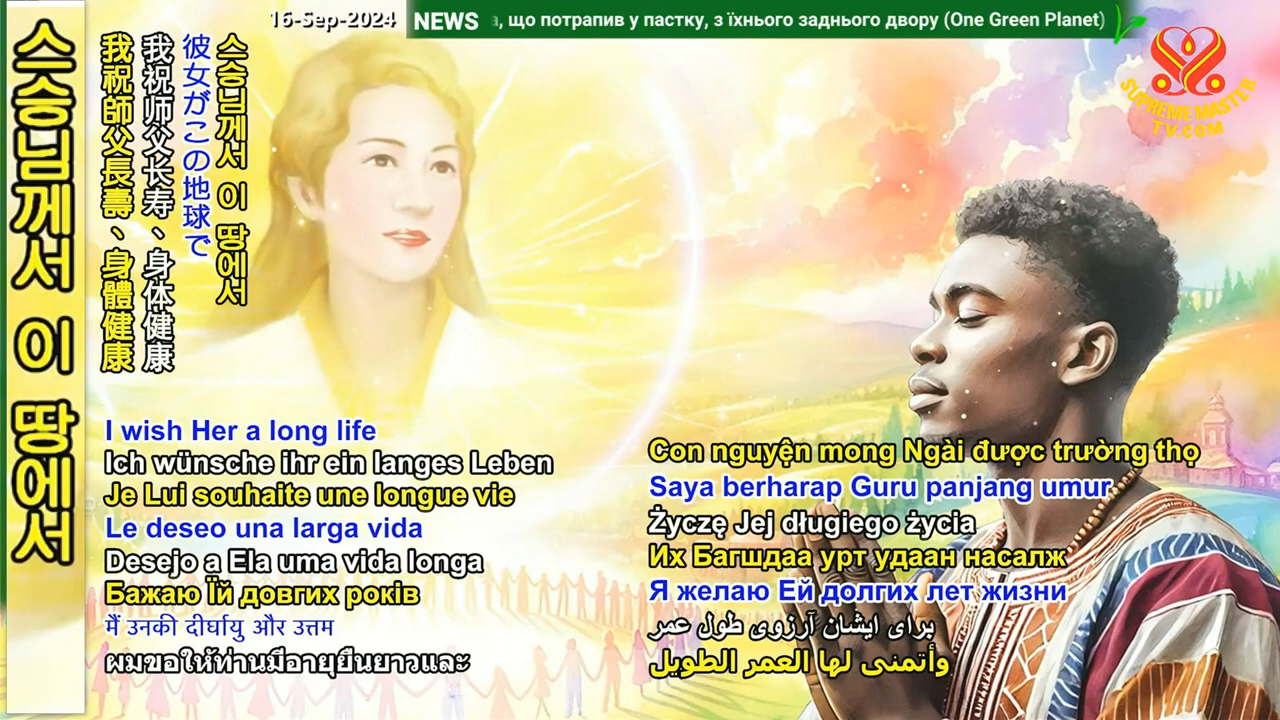 16-Sep-2024
NEWS
що потрапив у пастку, з їхнього заднього двору (One Green Planet)
SUPREME MASTER
TV.COM
스승님께서 이 땅에서
我祝師父長壽、身體健康
我祝师父长寿、身体健康
彼女がこの地球で
스승님께서 이 땅에서
I wish Her a long life
Ich wünsche ihr ein langes Leben
Je Lui souhaite une longue vie
Le deseo una larga vida
Desejo a Ela uma vida longa
Бажаю Їй довгих років
मैं उनकी दीर्घायु और उत्तम
ผมขอให้ท่านมีอายุยืนยาวและ
Con nguyện mong Ngài được trường thọ
Saya berharap Guru panjang umur
Życzę Jej długiego życia
Их Багшдаа урт удаан насалж
Я желаю Ей долгих лет жизни
برای ایشان آرزوی طول عمر
وأتمنى لها العمر الطويل